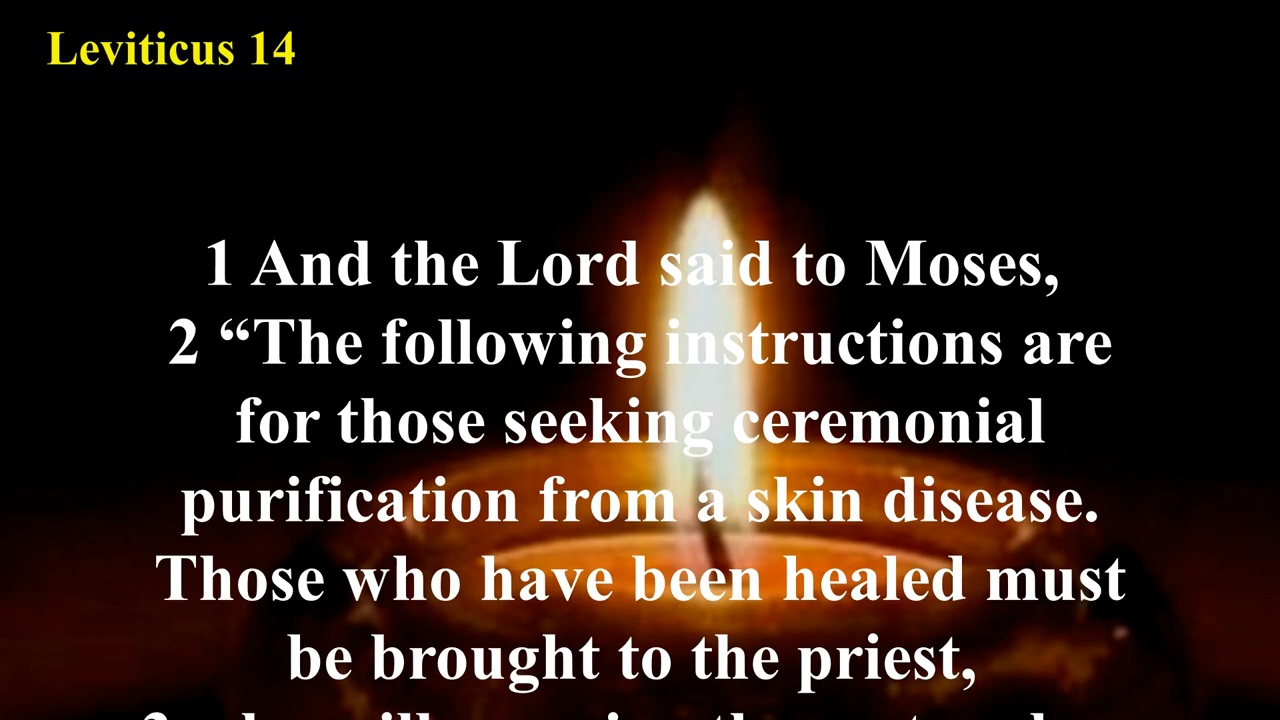 Leviticus 14
1 And the Lord said to Moses,
2 “The following instructions are
for those seeking ceremonial
purification from a skin disease.
Those who have been healed must
be brought to the priest,